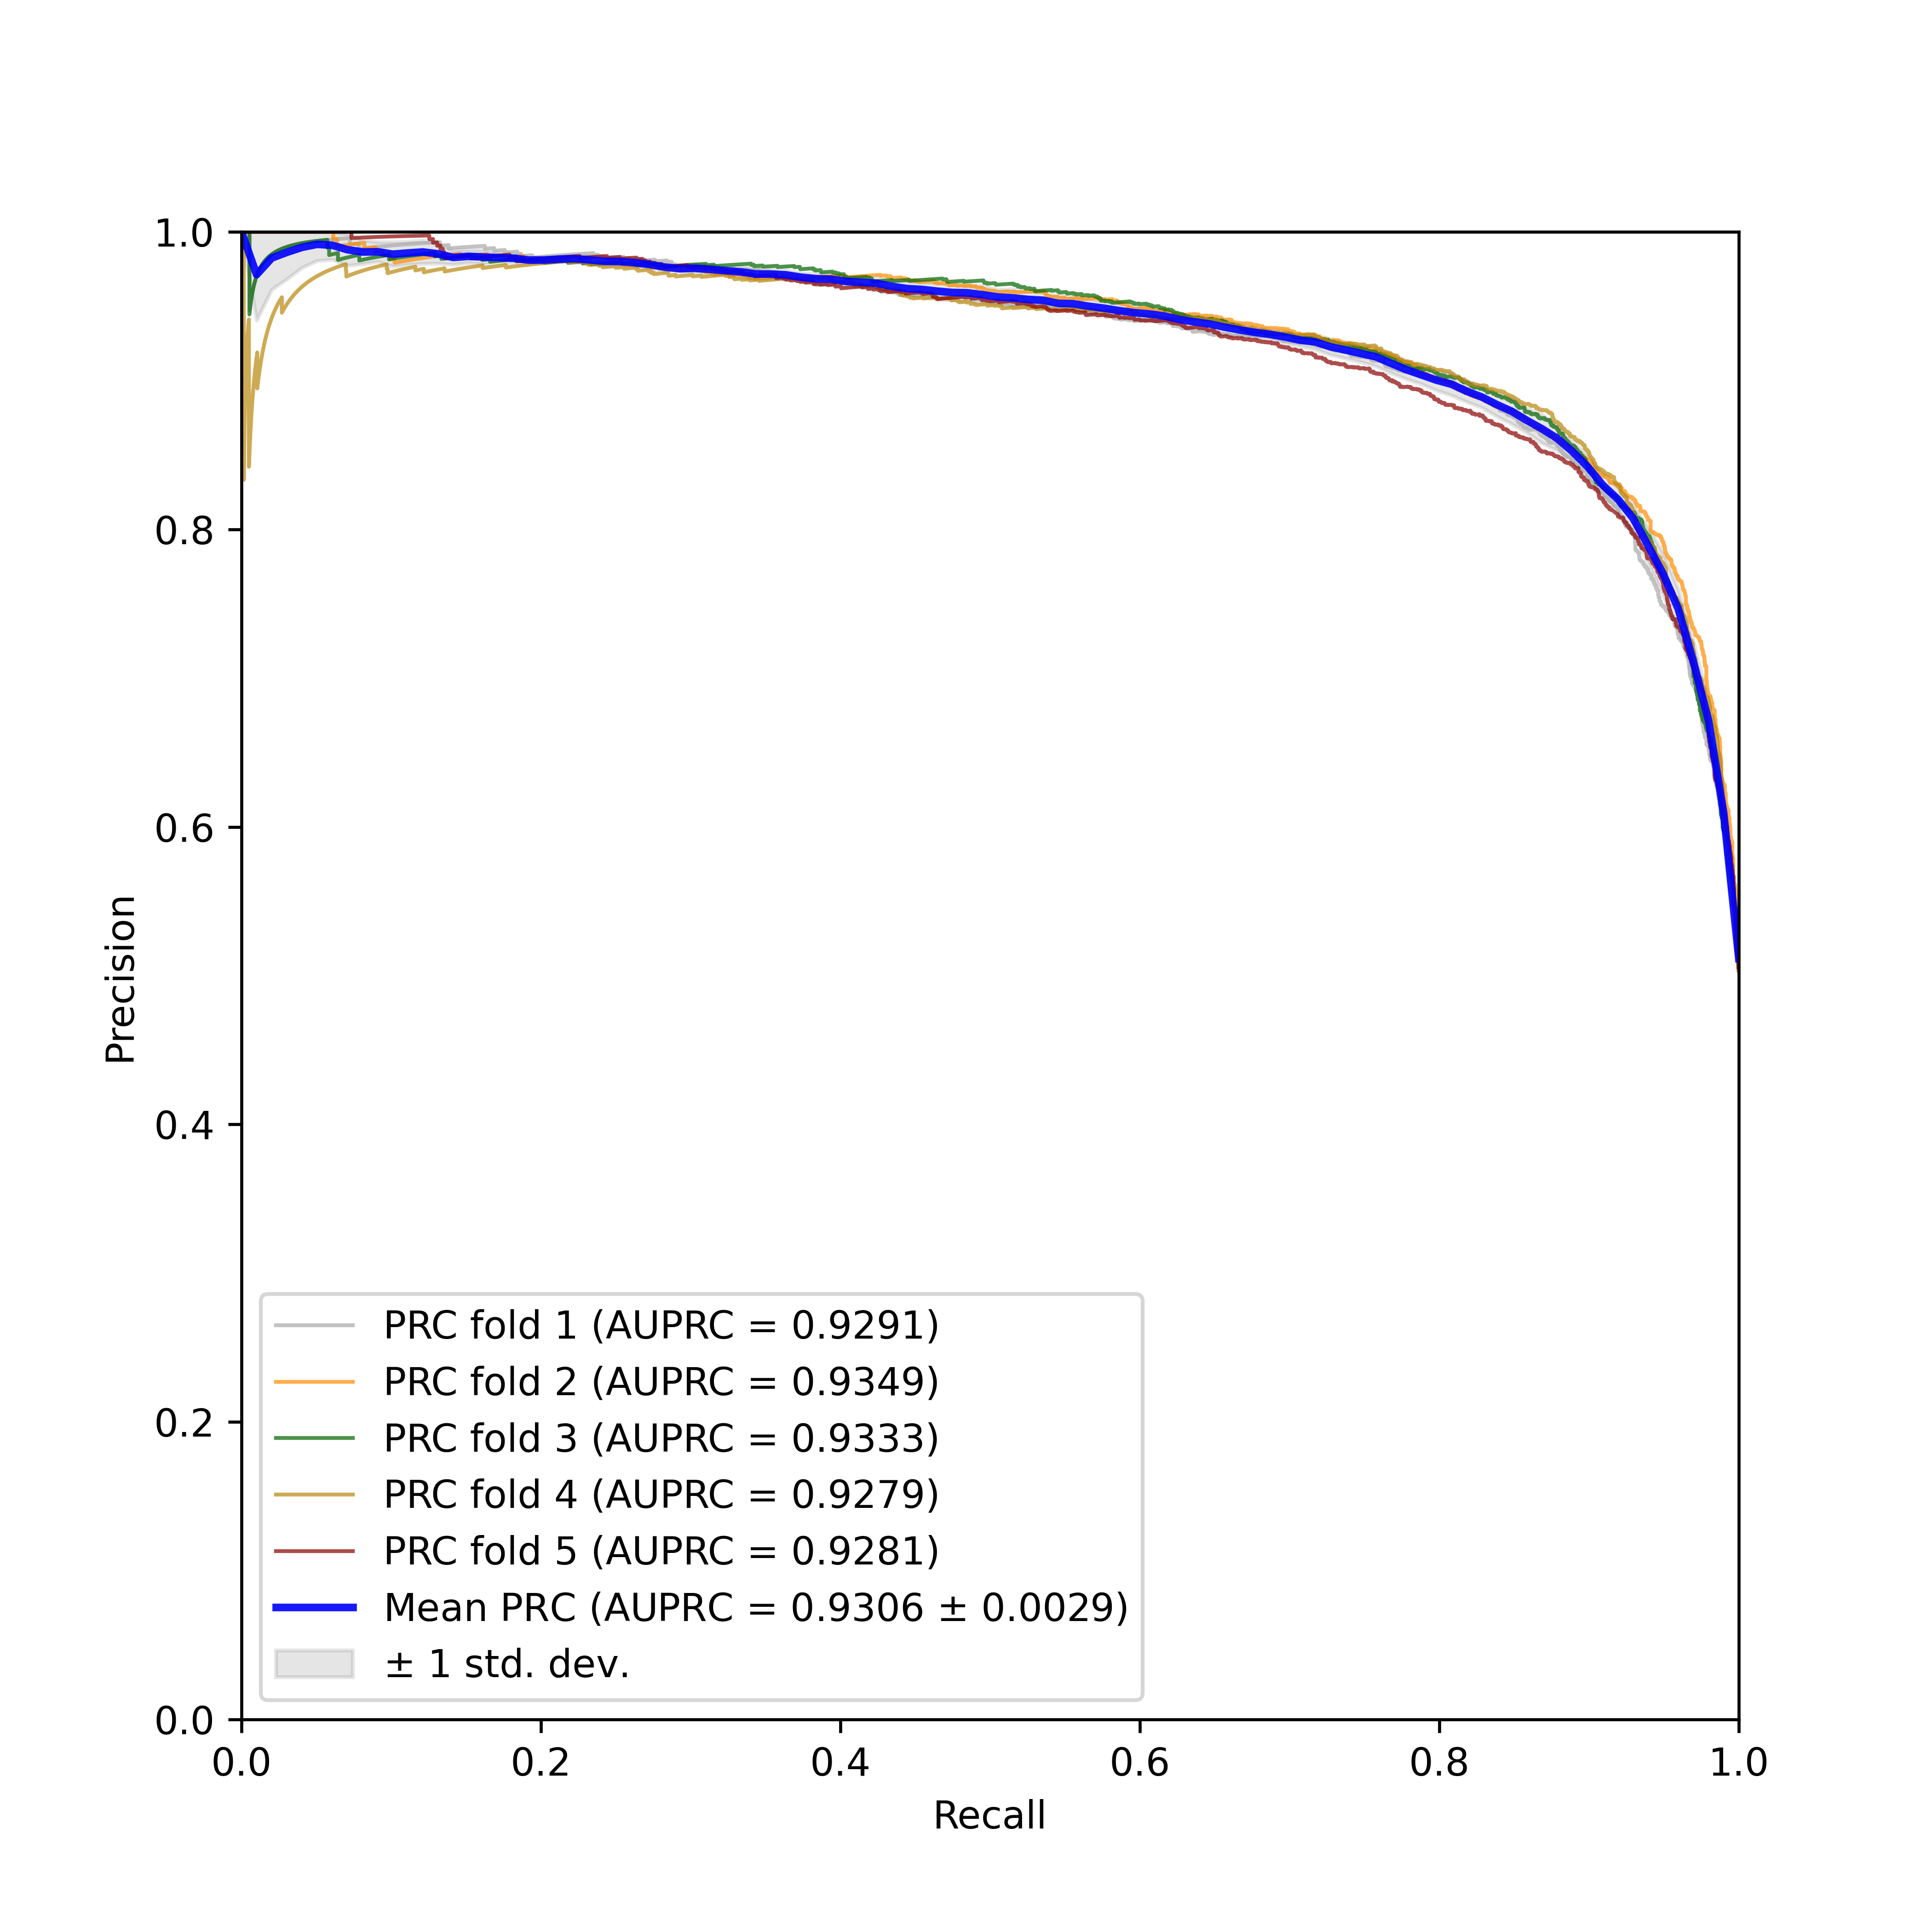 1.0
0.8
0.6
0.4
0.2
0.0
Precision
PRC fold 1 (AUPRC = 0.9291)
PRC fold 2 (AUPRC = 0.9349)
PRC fold 3 (AUPRC = 0.9333)
PRC fold 4 (AUPRC = 0.9279)
PRC fold 5 (AUPRC = 0.9281)
Mean PRC (AUPRC = 0.9306 ± 0.0029)
± 1 std. dev.
0.0 0.2 0.4 0.6 0.8 1.0
Recall